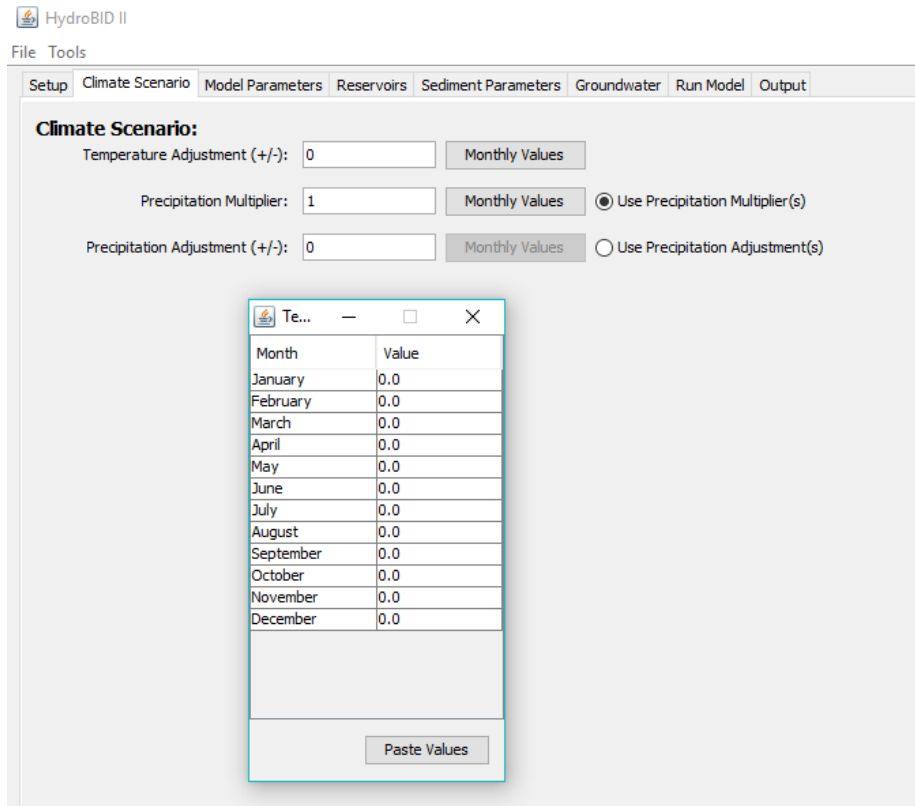 HydroBID II
File Tools
Setup Climate Scenario Model Parameters Reservoirs Sediment Parameters Groundwater Run Model Output
Climate Scenario:
Temperature Adjustment (+/-): 0 Monthly Values
Precipitation Multiplier: 1 Monthly Values Use Precipitation Multiplier(s)
Precipitation Adjustment (+/-): 0 Monthly Values Use Precipitation Adjustment(s)
Te...
Month Value
January 0.0
February 0.0
March 0.0
April 0.0
May 0.0
June 0.0
July 0.0
August 0.0
September 0.0
October 0.0
November 0.0
December 0.0
Paste Values